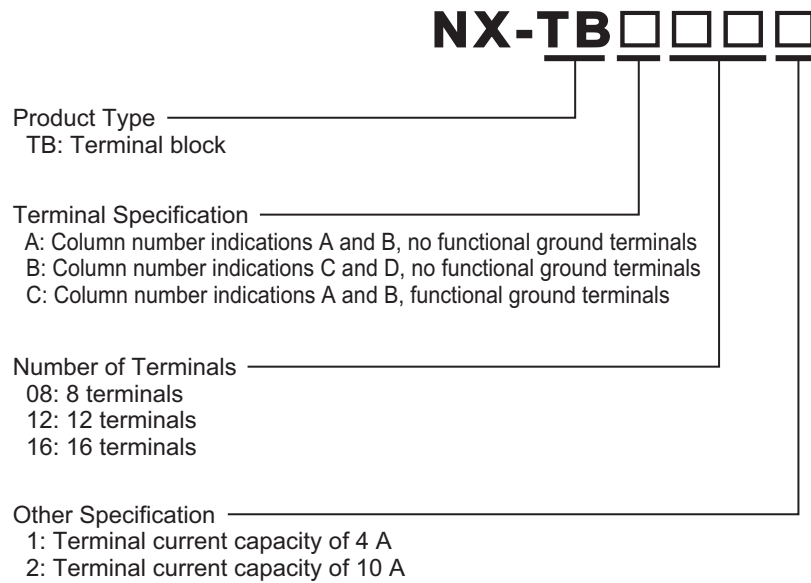 NX-TB□□□□
Product Type
TB: Terminal block
Terminal Specification
A: Column number indications A and B, no functional ground terminals
B: Column number indications C and D, no functional ground terminals
C: Column number indications A and B, functional ground terminals
Number of Terminals
08: 8 terminals
12: 12 terminals
16: 16 terminals
Other Specification
1: Terminal current capacity of 4 A
2: Terminal current capacity of 10 A